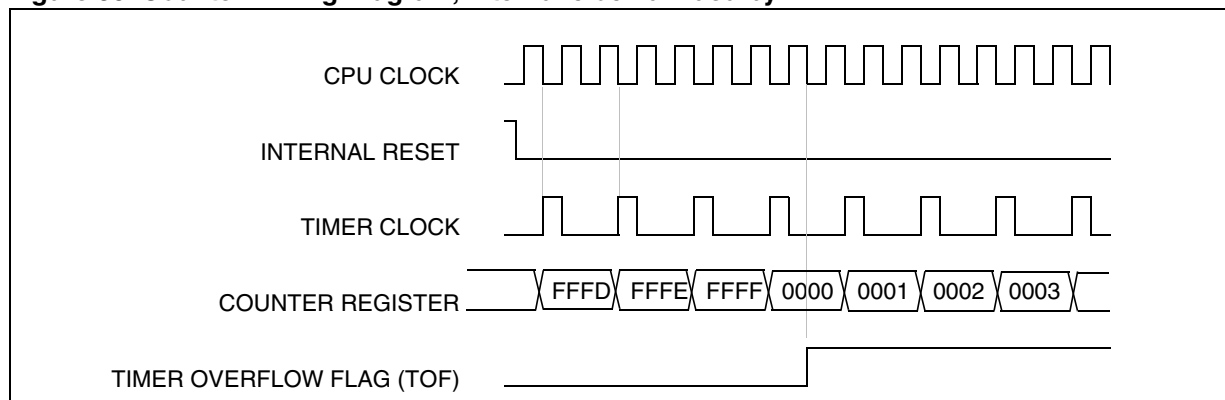 CPU CLOCK
INTERNAL RESET
TIMER CLOCK
COUNTER REGISTER FFFD FFFE FFFF 0000 0001 0002 0003
TIMER OVERFLOW FLAG (TOF)